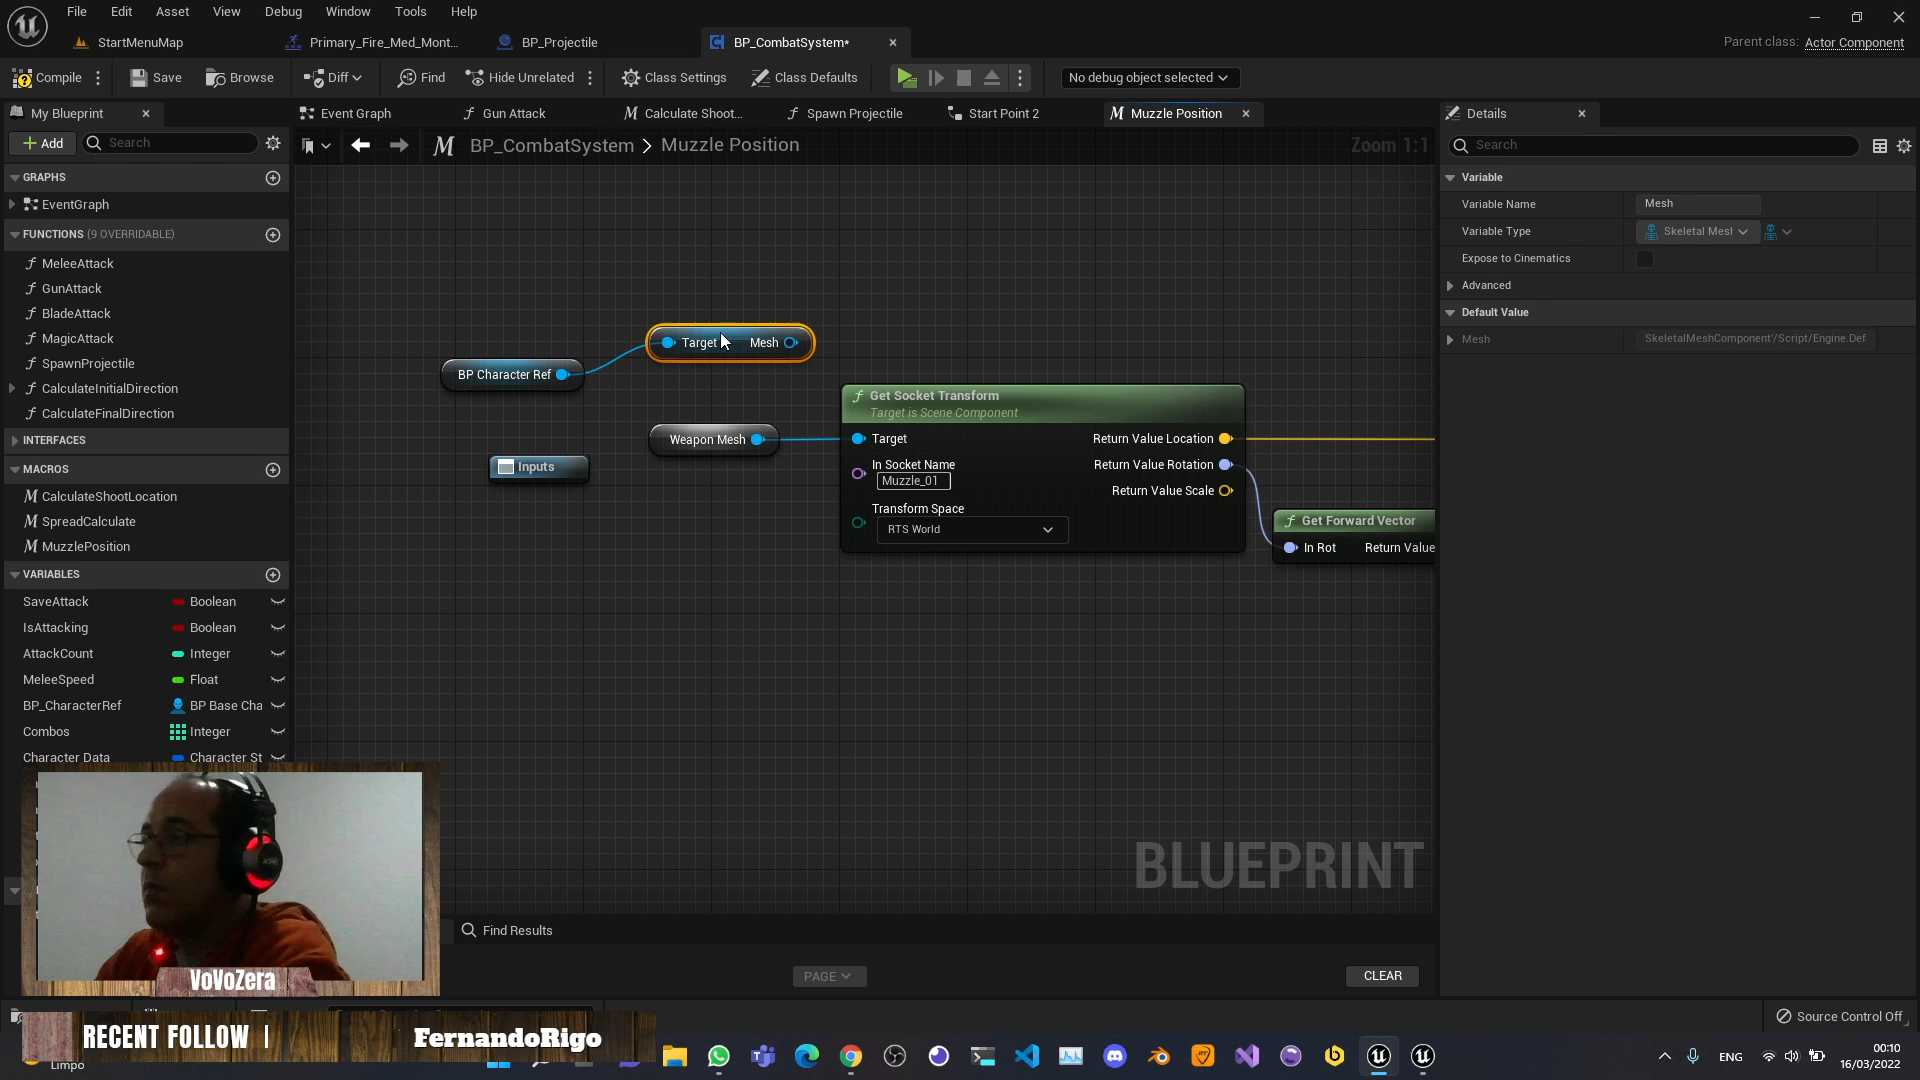 File Edit Asset View Debug Window Tools Help
StartMenuMap
Primary_Fire_Med_Mont...
BP_Projectile
BP_CombatSystem*
Parent class: Actor Component
Compile
Save
Browse
Diff
Find
Hide Unrelated
Class Settings
Class Defaults
No debug object selected
My Blueprint
Event Graph
Gun Attack
Calculate Shoot...
Spawn Projectile
Start Point 2
Muzzle Position
Details
Add
Search
BP_CombatSystem > Muzzle Position
Zoom 1:1
Search
GRAPHS
EventGraph
FUNCTIONS (9 OVERRIDABLE)
MeleeAttack
GunAttack
BladeAttack
MagicAttack
SpawnProjectile
CalculateInitialDirection
CalculateFinalDirection
INTERFACES
MACROS
CalculateShootLocation
SpreadCalculate
MuzzlePosition
VARIABLES
SaveAttack Boolean
IsAttacking Boolean
AttackCount Integer
MeleeSpeed Float
BP_CharacterRef BP Base Cha
Combos Integer
Character Data Character St
Target Mesh
BP Character Ref
Weapon Mesh
Inputs
Get Socket Transform
Target is Scene Component
Target
Return Value Location
In Socket Name
Muzzle_01
Return Value Rotation
Return Value Scale
Transform Space
RTS World
Get Forward Vector
In Rot Return Value
BLUEPRINT
Variable
Variable Name Mesh
Variable Type Skeletal Mesl
Expose to Cinematics
Advanced
Default Value
Mesh SkeletalMeshComponent'/Script/Engine.Def
Find Results
PAGE
CLEAR
VoVoZera
RECENT FOLLOW |
FernandoRigo
Limpo
Source Control Off
ENG
00:10
16/03/2022